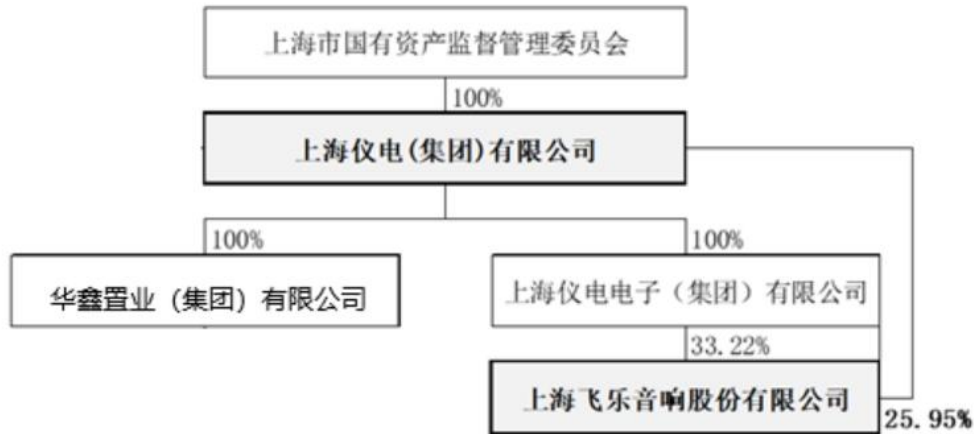 上海市国有资产监督管理委员会
100%
上海仪电(集团)有限公司
100%
100%
华鑫置业（集团）有限公司
上海仪电电子（集团）有限公司
33.22%
上海飞乐音响股份有限公司
25.95%